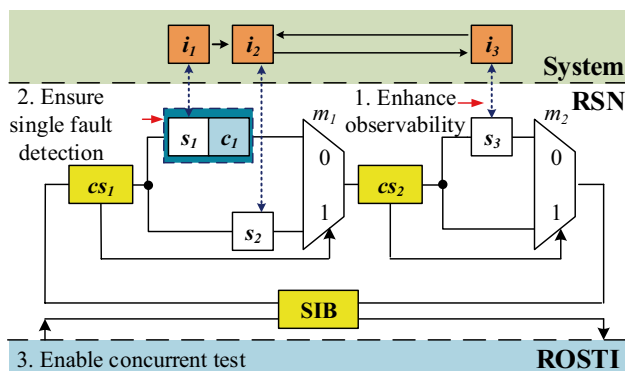 i1
i2
i3
System
RSN
2. Ensure
single fault
detection
1. Enhance
observability
m1
m2
s1
c1
s3
0
0
cs1
cs2
1
1
s2
SIB
3. Enable concurrent test
ROSTI